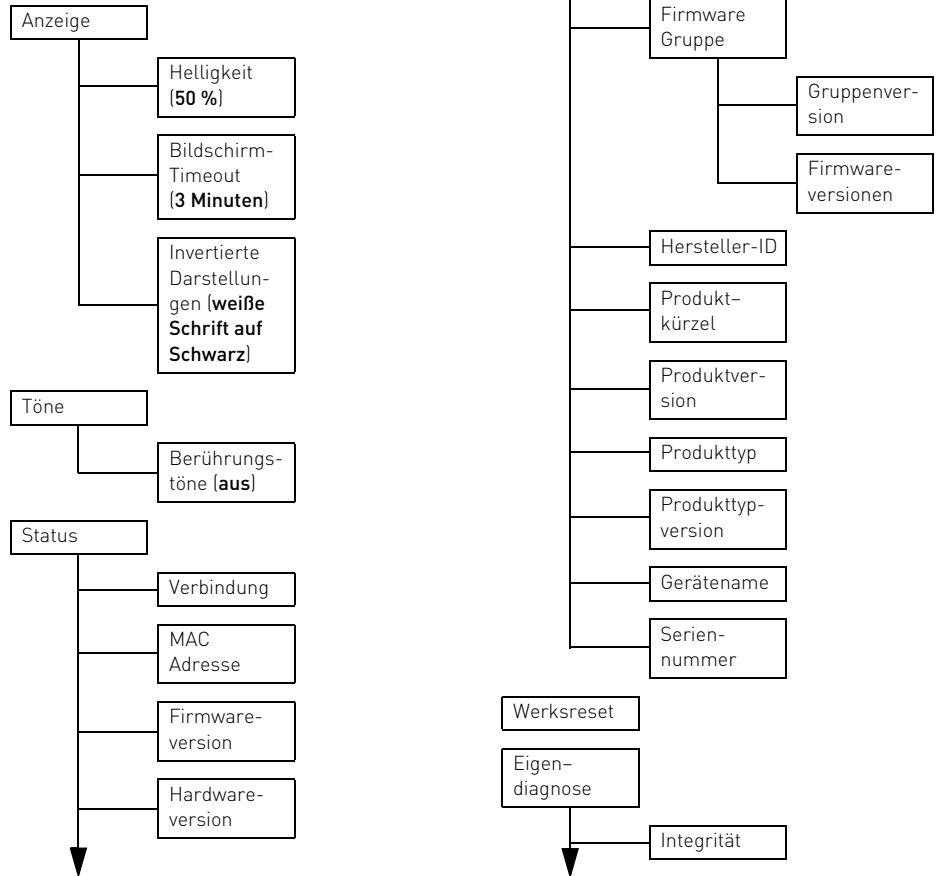 Anzeige
Helligkeit
(50 %)
Bildschirm-
Timeout
(3 Minuten)
Invertierte
Darstellun-
gen (weiße
Schrift auf
Schwarz)
Töne
Berührungs-
töne (aus)
Status
Verbindung
MAC
Adresse
Firmware-
version
Hardware-
version
Firmware
Gruppe
Gruppenver-
sion
Firmware-
versionen
Hersteller-ID
Produkt–
kürzel
Produktver-
sion
Produkttyp
Produkttyp-
version
Gerätename
Serien-
nummer
Werksreset
Eigen–
diagnose
Integrität